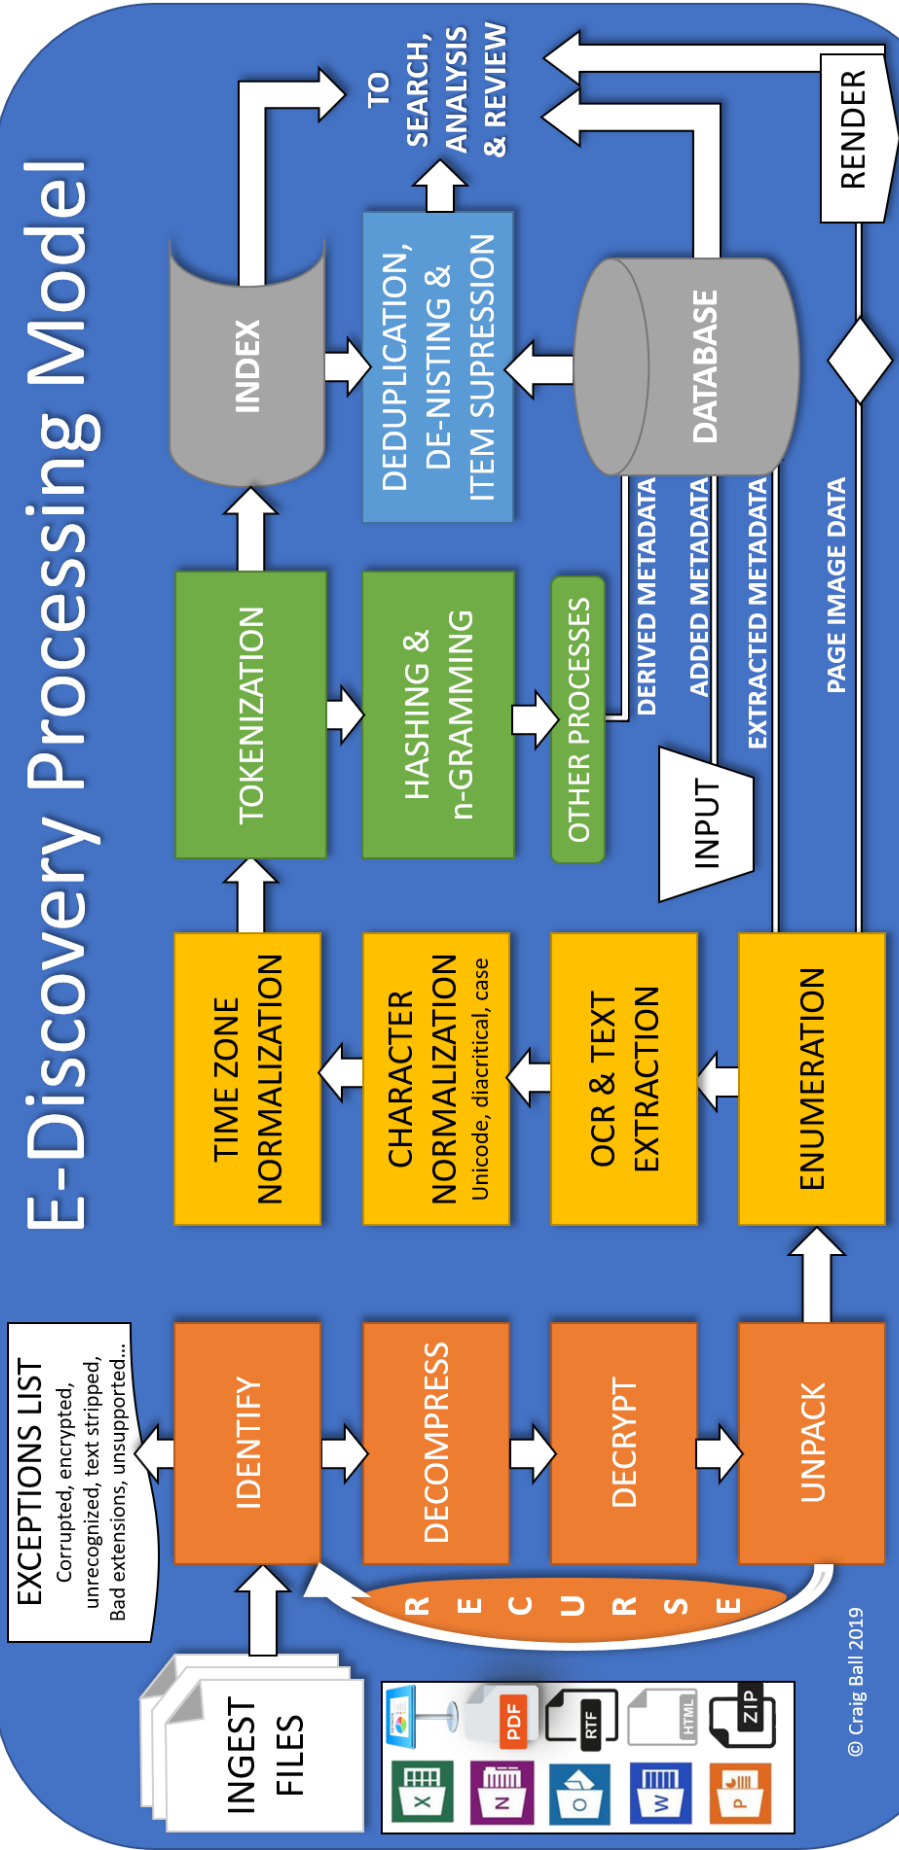 E-Discovery Processing Model
EXCEPTIONS LIST
Corrupted, encrypted,
unrecognized, text stripped,
Bad extensions, unsupported...
INGEST
FILES
IDENTIFY
DECOMPRESS
DECRYPT
UNPACK
R
E
C
U
R
S
E
X
N
O
W
P
PDF
RTF
HTML
ZIP
© Craig Ball 2019
TIME ZONE
NORMALIZATION
CHARACTER
NORMALIZATION
Unicode, diacritical, case
OCR & TEXT
EXTRACTION
ENUMERATION
TOKENIZATION
HASHING &
n-GRAMMING
OTHER PROCESSES
INPUT
DERIVED METADATA
ADDED METADATA
EXTRACTED METADATA
PAGE IMAGE DATA
INDEX
DEDUPLICATION,
DE-NISTING &
ITEM SUPRESSION
DATABASE
TO
SEARCH,
ANALYSIS
& REVIEW
RENDER